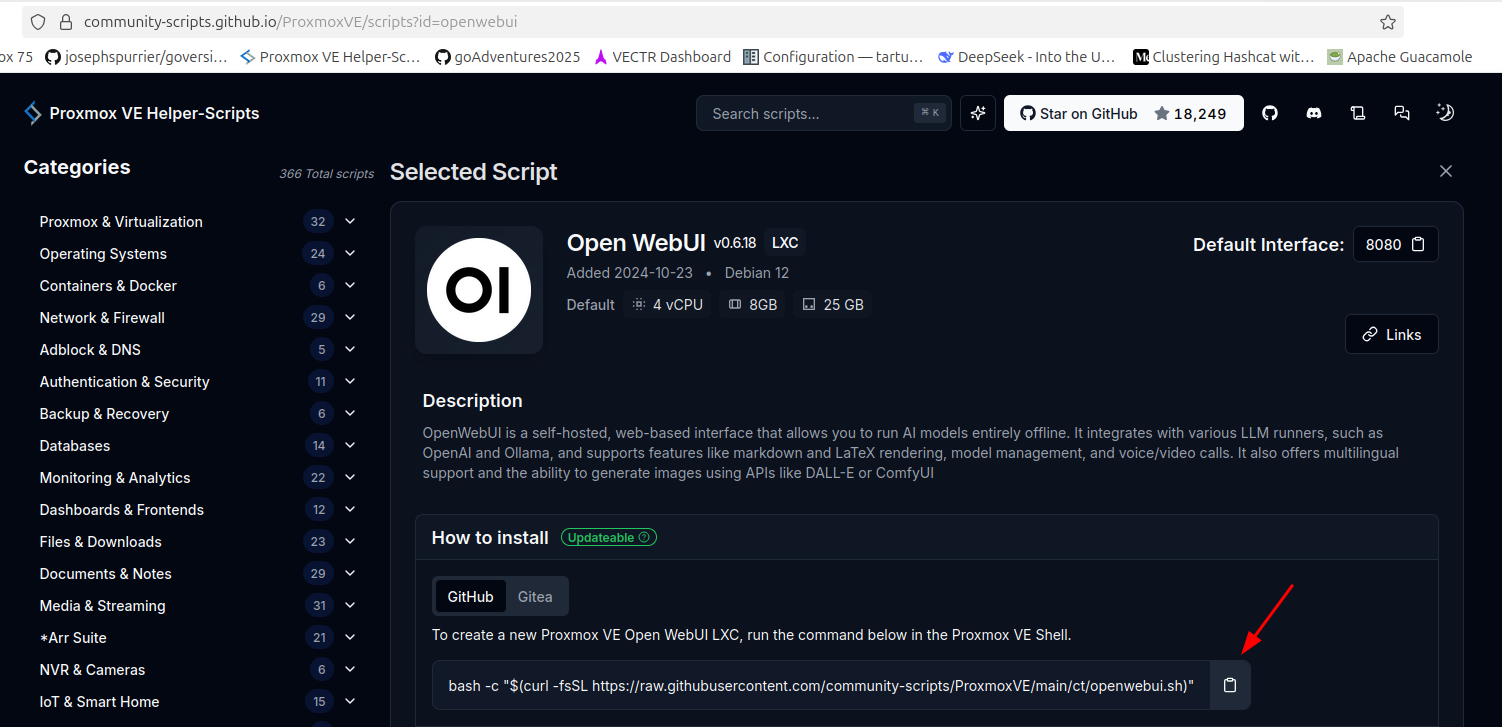 community-scripts.github.io/ProxmoxVE/scripts?id=openwebui
ox 75 josephspurrier/goversi… Proxmox VE Helper-Sc… goAdventures2025 VECTR Dashboard Configuration — tartu… DeepSeek - Into the U… Clustering Hashcat wit… Apache Guacamole
Proxmox VE Helper-Scripts
Search scripts... ⌘ K
Star on GitHub 18,249
Categories
366 Total scripts
Proxmox & Virtualization 32
Operating Systems 24
Containers & Docker 6
Network & Firewall 29
Adblock & DNS 5
Authentication & Security 11
Backup & Recovery 6
Databases 14
Monitoring & Analytics 22
Dashboards & Frontends 12
Files & Downloads 23
Documents & Notes 29
Media & Streaming 31
*Arr Suite 21
NVR & Cameras 6
IoT & Smart Home 15
Selected Script
OI
Open WebUI v0.6.18 LXC
Added 2024-10-23 • Debian 12
Default 4 vCPU 8GB 25 GB
Default Interface: 8080
Links
Description
OpenWebUI is a self-hosted, web-based interface that allows you to run AI models entirely offline. It integrates with various LLM runners, such as
OpenAI and Ollama, and supports features like markdown and LaTeX rendering, model management, and voice/video calls. It also offers multilingual
support and the ability to generate images using APIs like DALL-E or ComfyUI
How to install Updateable
GitHub Gitea
To create a new Proxmox VE Open WebUI LXC, run the command below in the Proxmox VE Shell.
bash -c "$(curl -fsSL https://raw.githubusercontent.com/community-scripts/ProxmoxVE/main/ct/openwebui.sh)"